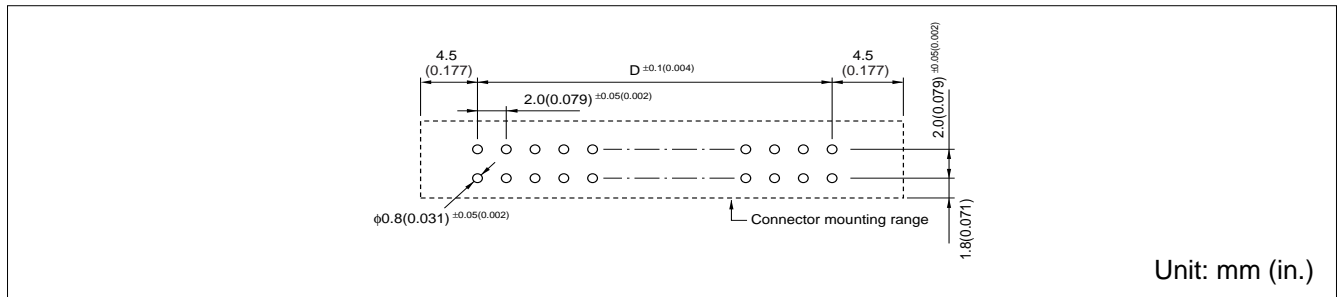 4.5
(0.177)
D ±0.1(0.004)
4.5
(0.177)
2.0(0.079) ±0.05(0.002)
2.0(0.079) ±0.05(0.002)
φ0.8(0.031) ±0.05(0.002)
Connector mounting range
1.8(0.071)
Unit: mm (in.)